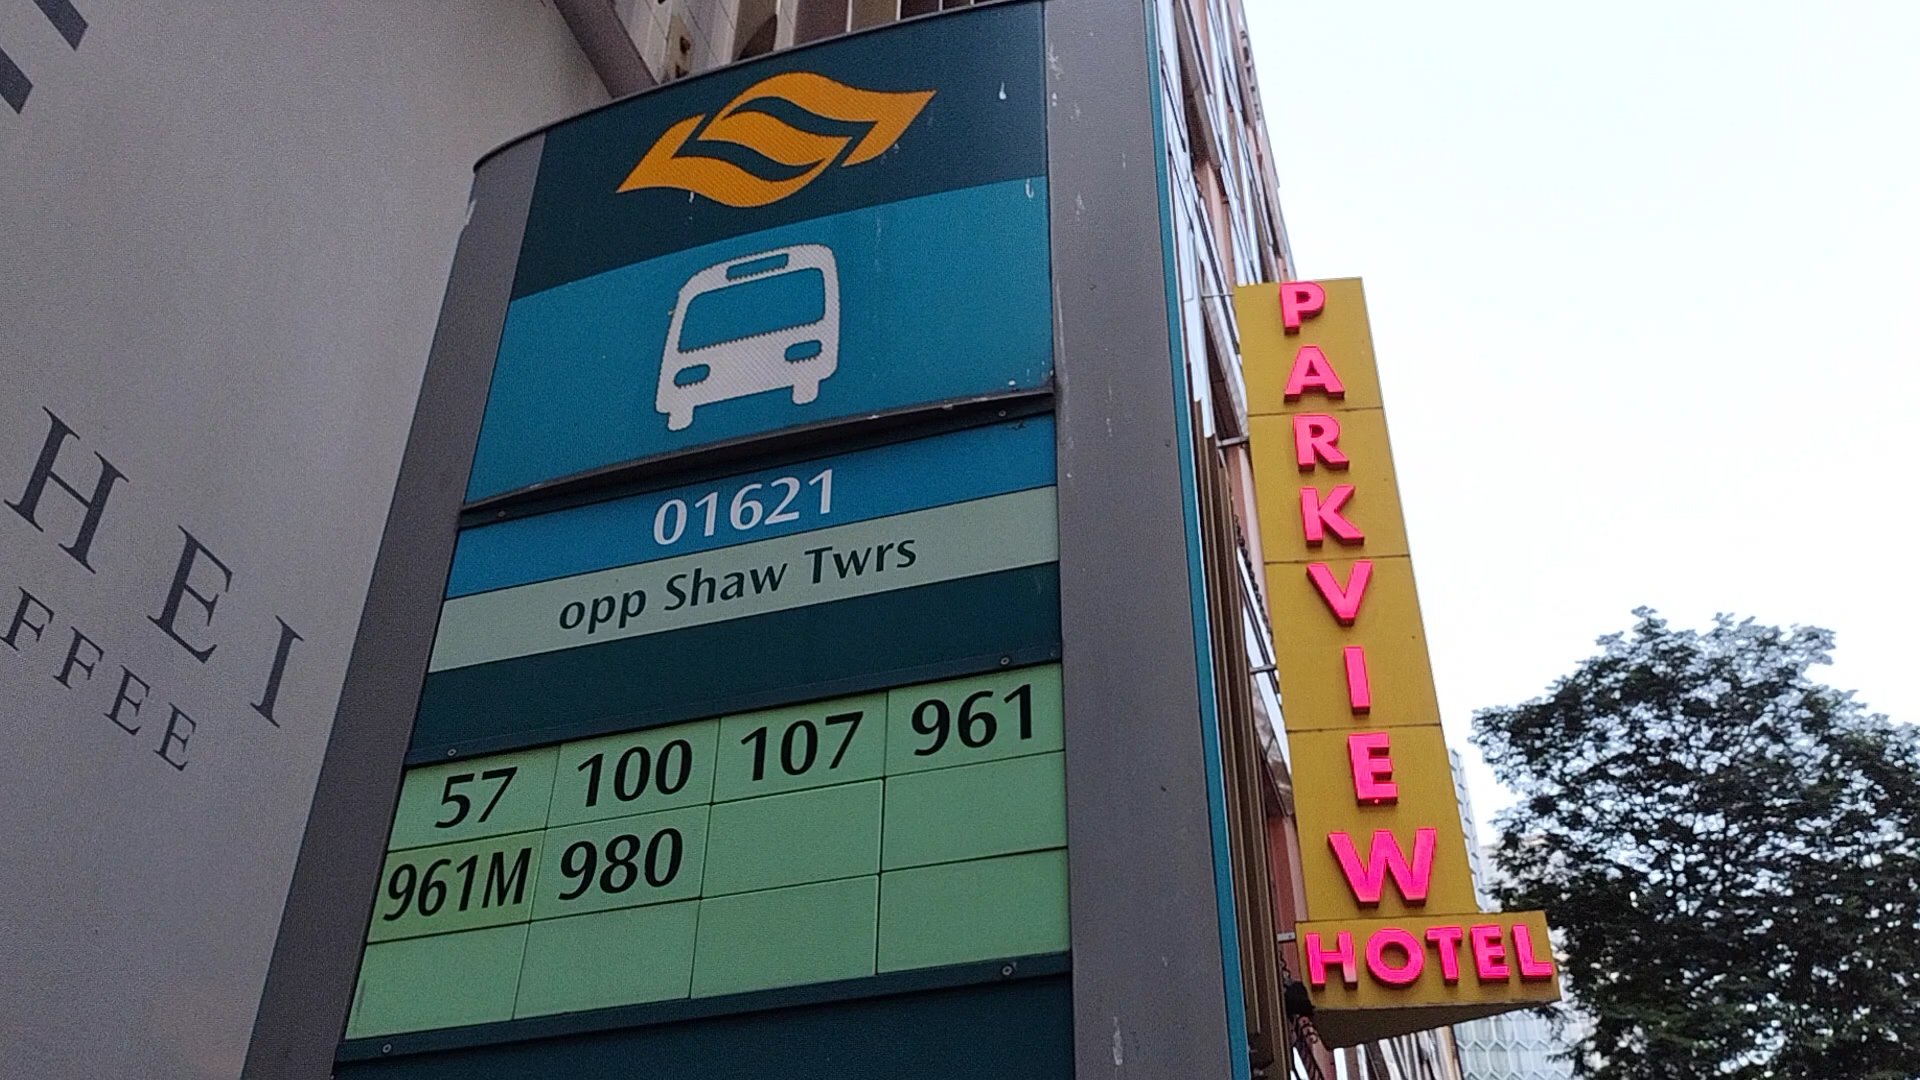 HEI
FFEE
01621
opp Shaw Twrs
57 100 107 961
961M 980
PARKVIEW
HOTEL